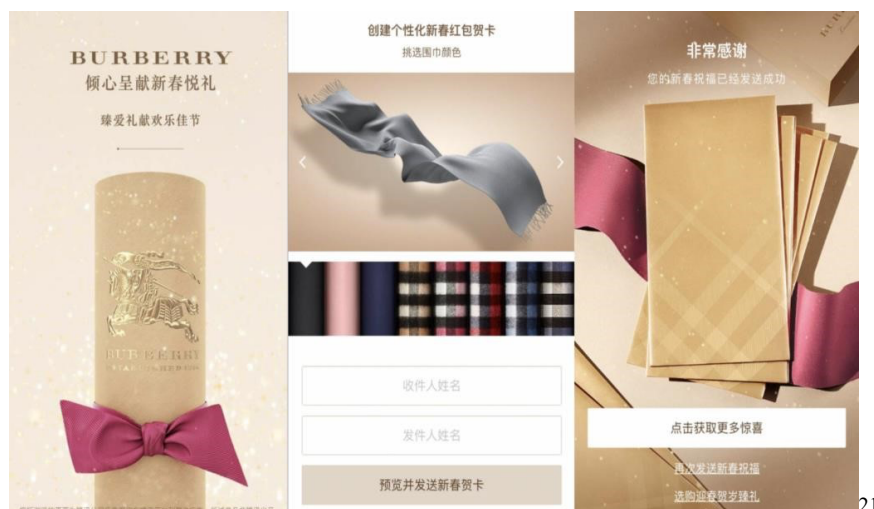 BURBERRY
倾心呈献新春悦礼
臻爱礼献欢乐佳节
BURBERRY
创建个性化新春红包贺卡
挑选围巾颜色
收件人姓名
发件人姓名
预览并发送新春贺卡
非常感谢
您的新春祝福已经发送成功
点击获取更多惊喜
再次发送新春祝福
选购迎春贺岁臻礼
21